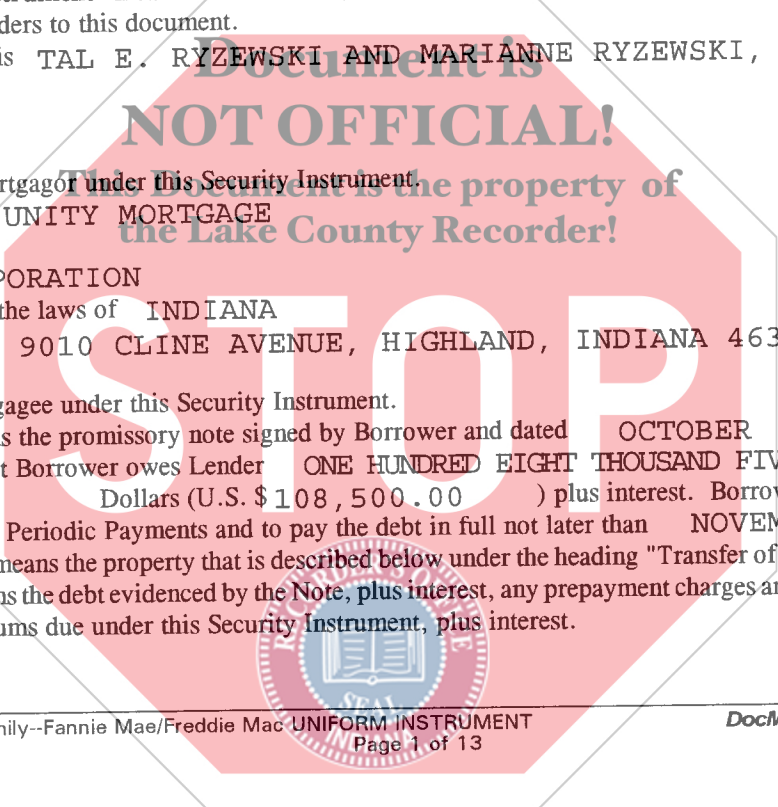 ders to this document.
is TAL E. RYZEWSKI AND MARIANNE RYZEWSKI,
Document is
NOT OFFICIAL!
rtgagor under this Security Instrument.
This Document is the property of
UNITY MORTGAGE
the Lake County Recorder!
PORATION
the laws of INDIANA
STOP
9010 CLINE AVENUE, HIGHLAND, INDIANA 463
gagee under this Security Instrument.
s the promissory note signed by Borrower and dated OCTOBER
t Borrower owes Lender ONE HUNDRED EIGHT THOUSAND FIV
Dollars (U.S. $108,500.00 ) plus interest. Borrow
Periodic Payments and to pay the debt in full not later than NOVEM
means the property that is described below under the heading "Transfer of
ns the debt evidenced by the Note, plus interest, any prepayment charges an
ums due under this Security Instrument, plus interest.
RECORDER'S OFFICE
SEAL
INDIANA
nily--Fannie Mae/Freddie Mac UNIFORM INSTRUMENT
DocM
Page 1 of 13